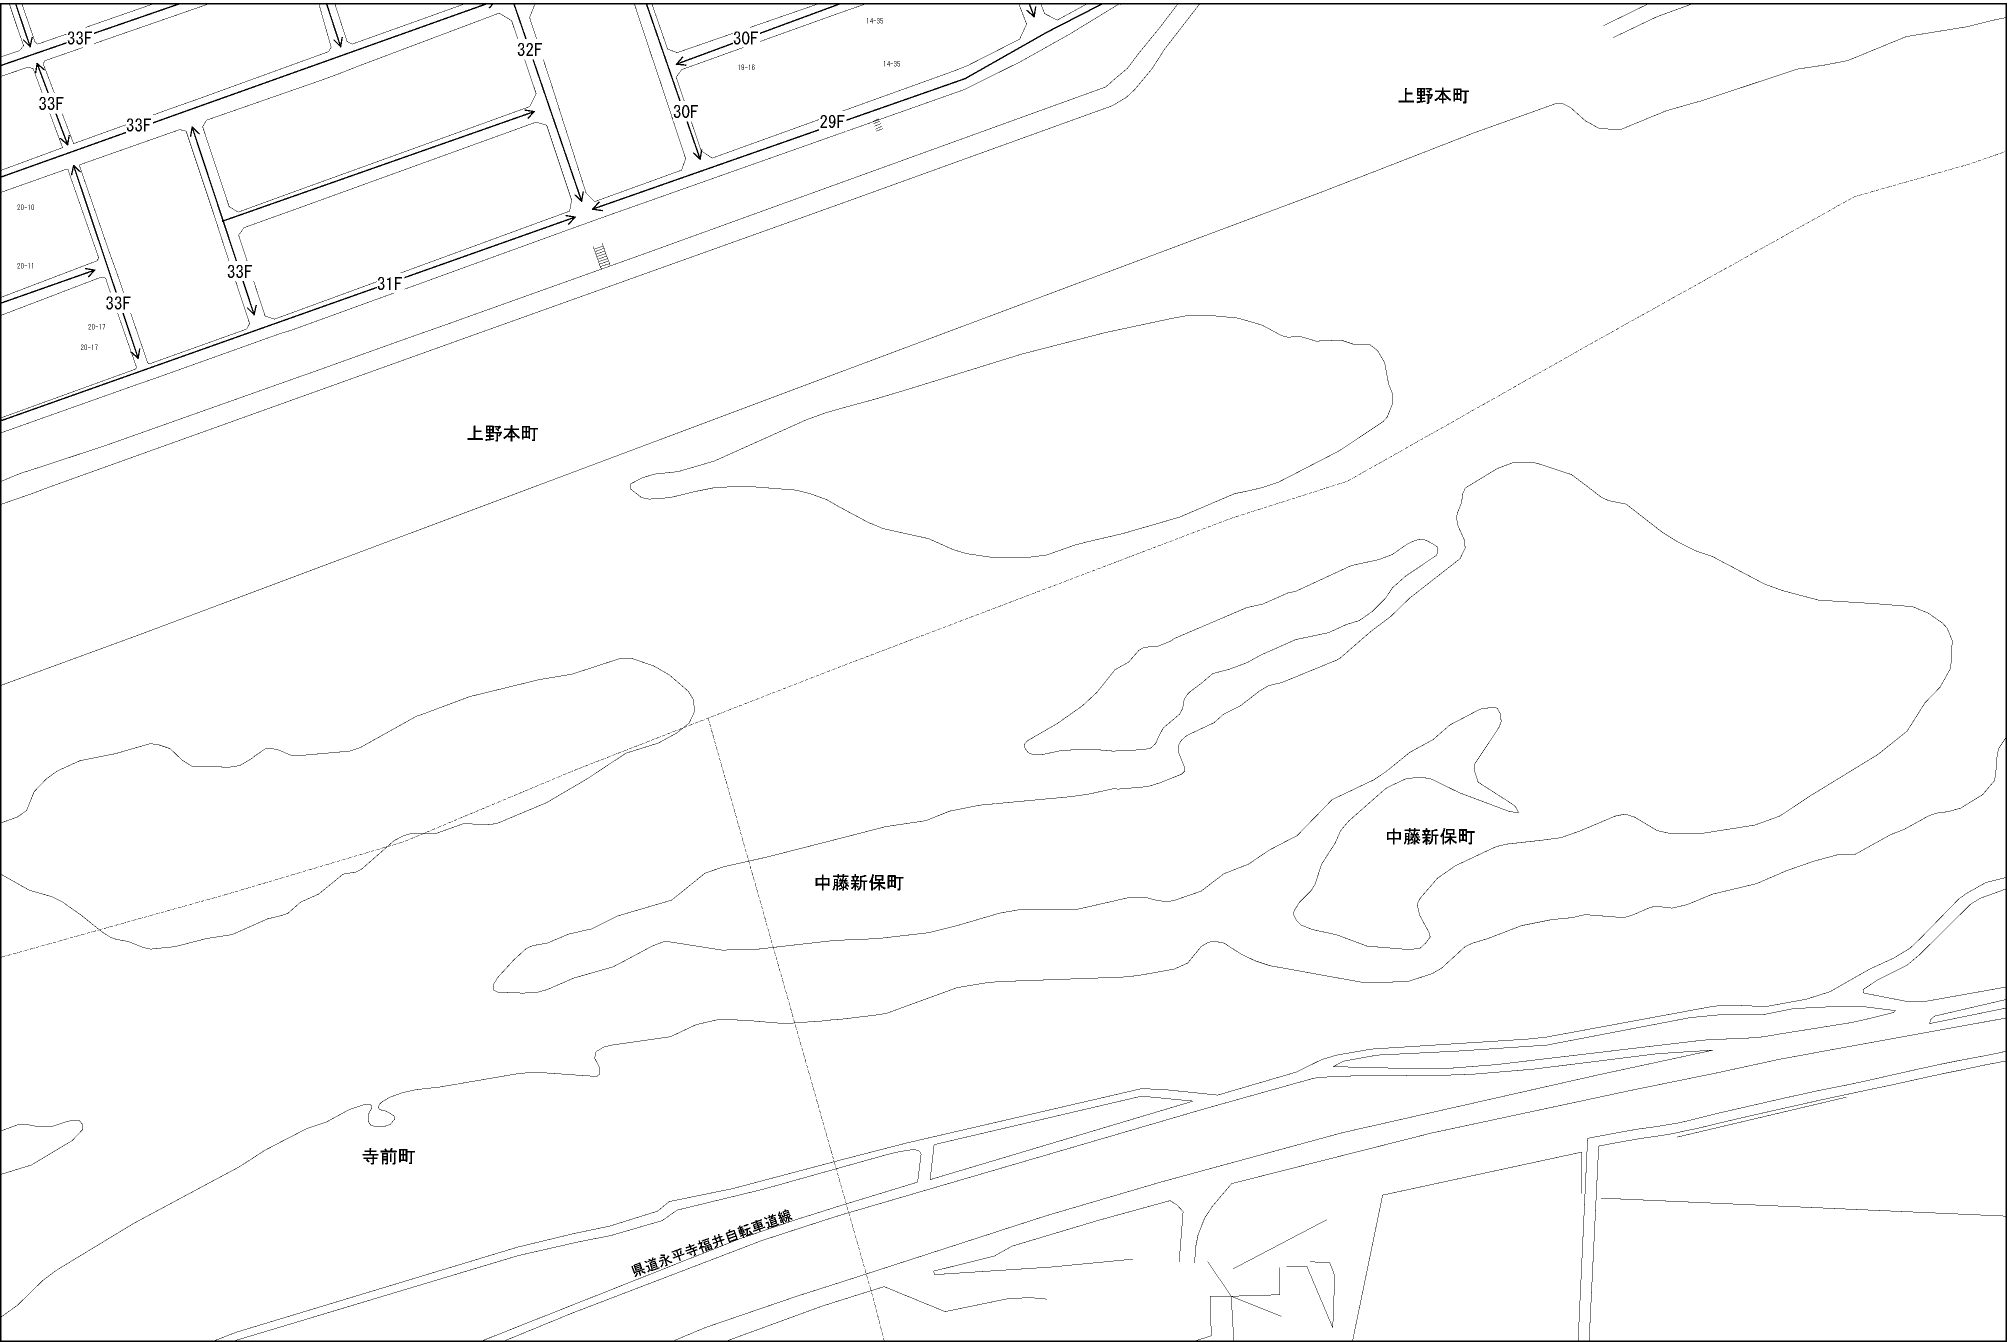 14-35
33F
30F
32F
19-16
14-35
上野本町
33F
30F
29F
33F
20-10
20-11
33F
31F
33F
20-17
20-17
上野本町
中藤新保町
中藤新保町
寺前町
県道永平寺福井自転車道線